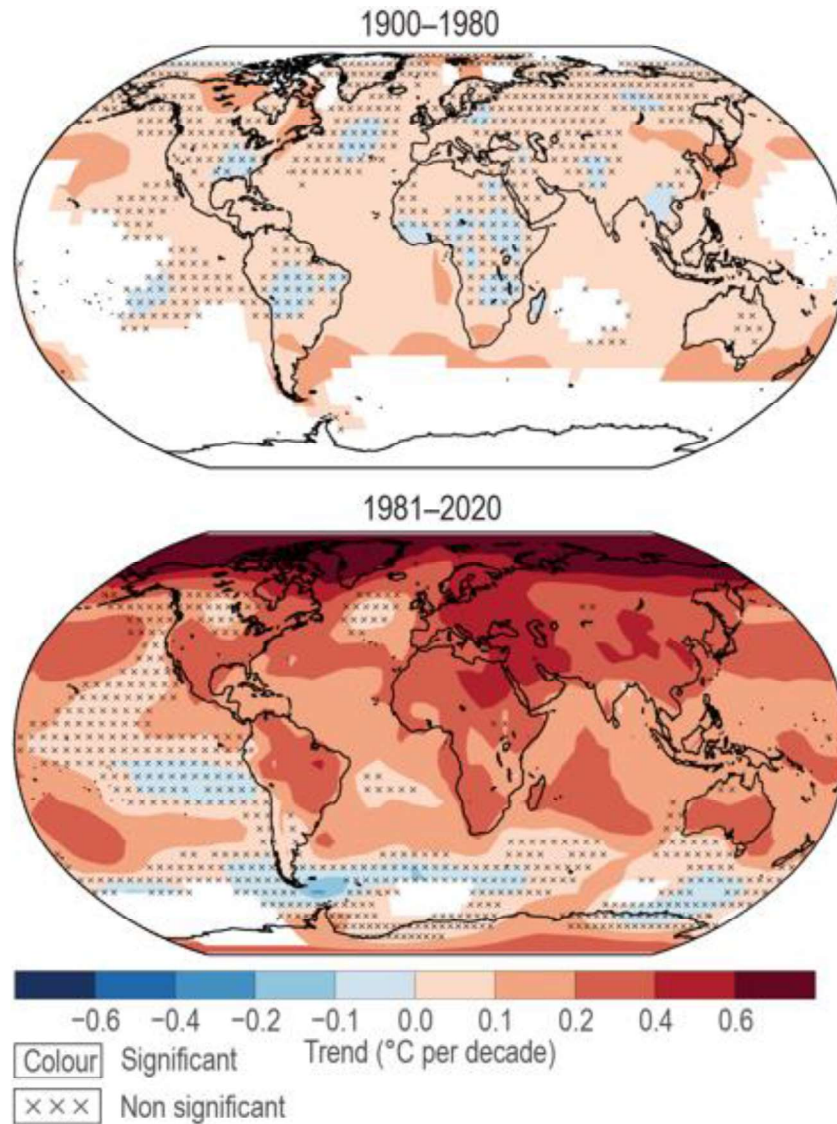 1900–1980
1981–2020
−0.6 −0.4 −0.2 −0.1 0.0 0.1 0.2 0.4 0.6
Trend (°C per decade)
Colour Significant
××× Non significant